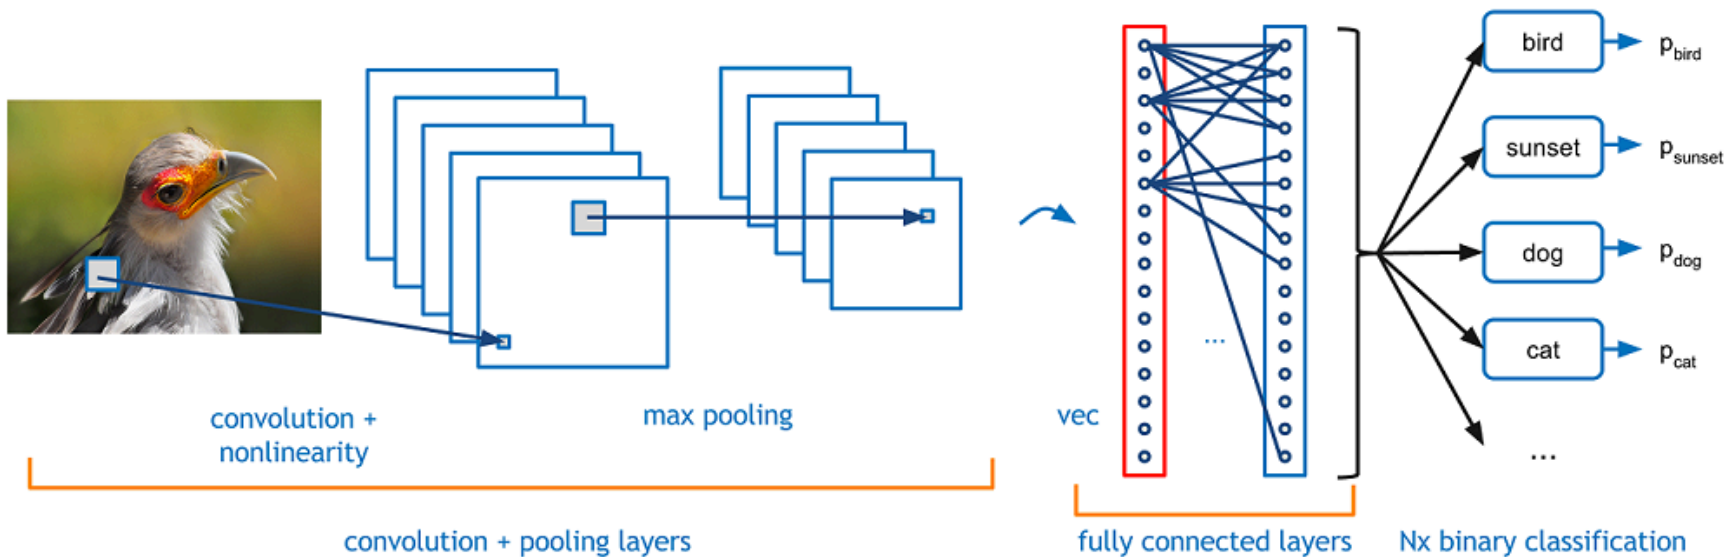 convolution +
nonlinearity
max pooling
vec
...
bird
p_bird
sunset
p_sunset
dog
p_dog
cat
p_cat
...
convolution + pooling layers
fully connected layers
Nx binary classification